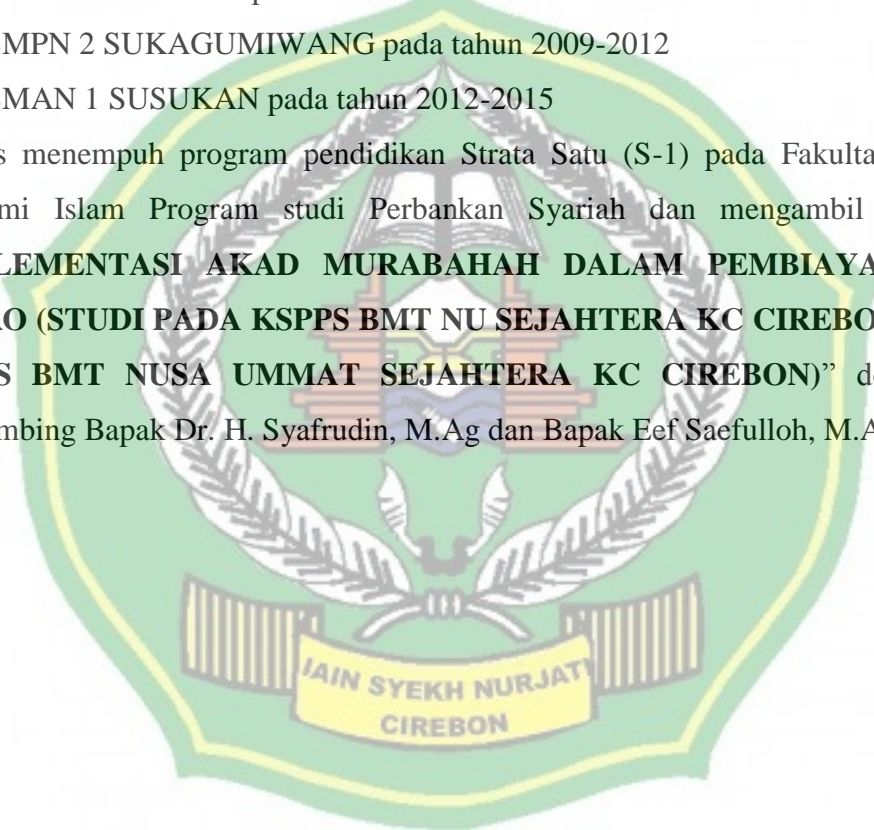 MPN 2 SUKAGUMIWANG pada tahun 2009-2012
MAN 1 SUSUKAN pada tahun 2012-2015
s menempuh program pendidikan Strata Satu (S-1) pada Fakulta
mi Islam Program studi Perbankan Syariah dan mengambil
LEMENTASI AKAD MURABAHAH DALAM PEMBIAYA
RO (STUDI PADA KSPPS BMT NU SEJAHTERA KC CIREBO
S BMT NUSA UMMAT SEJAHTERA KC CIREBON)” de
mbing Bapak Dr. H. Syafrudin, M.Ag dan Bapak Eef Saefulloh, M.A
IAIN SYEKH NURJATI
CIREBON